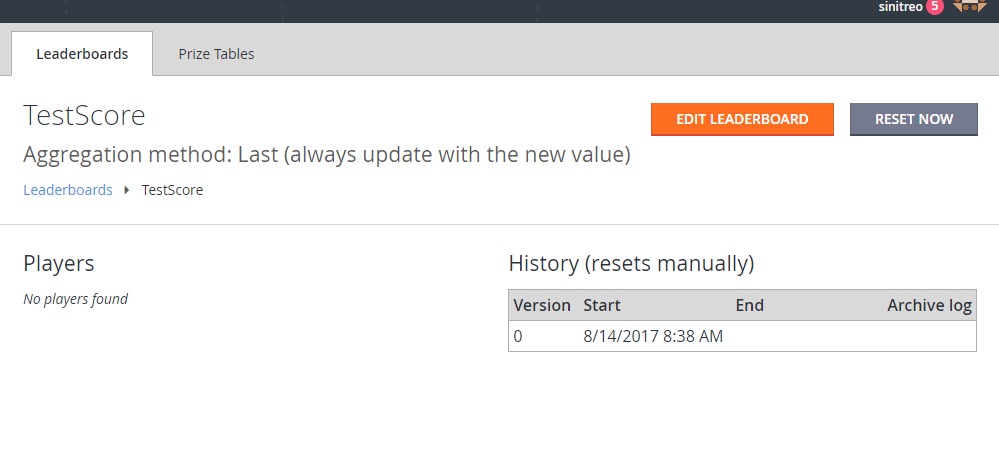 sinitreo 5
Leaderboards Prize Tables
TestScore
EDIT LEADERBOARD RESET NOW
Aggregation method: Last (always update with the new value)
Leaderboards TestScore
Players
No players found
History (resets manually)
Version Start End Archive log
0 8/14/2017 8:38 AM